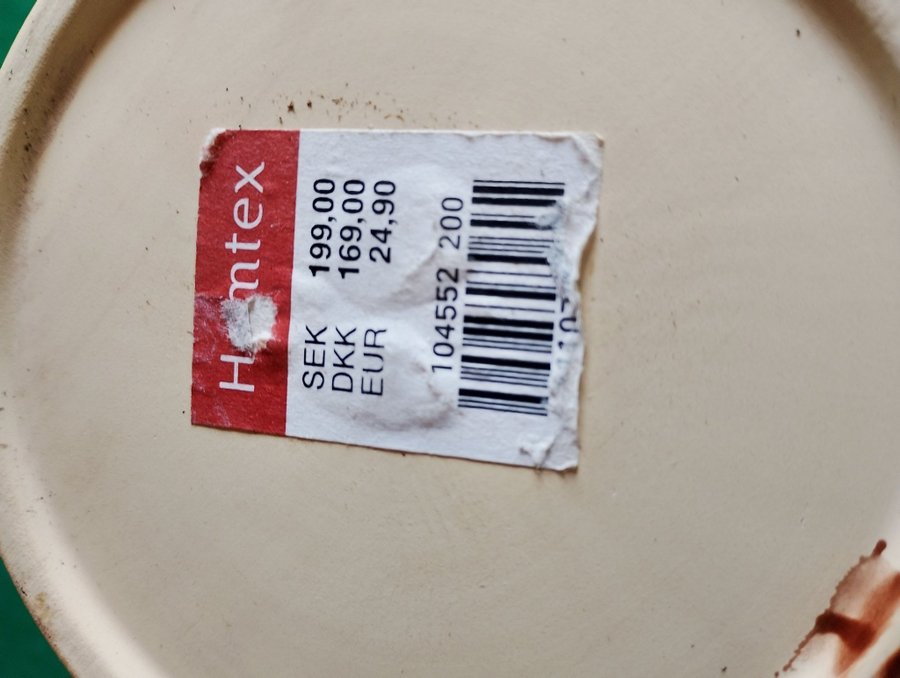 Hemtex
SEK 199,00
DKK 169,00
EUR 24,90
104552 200